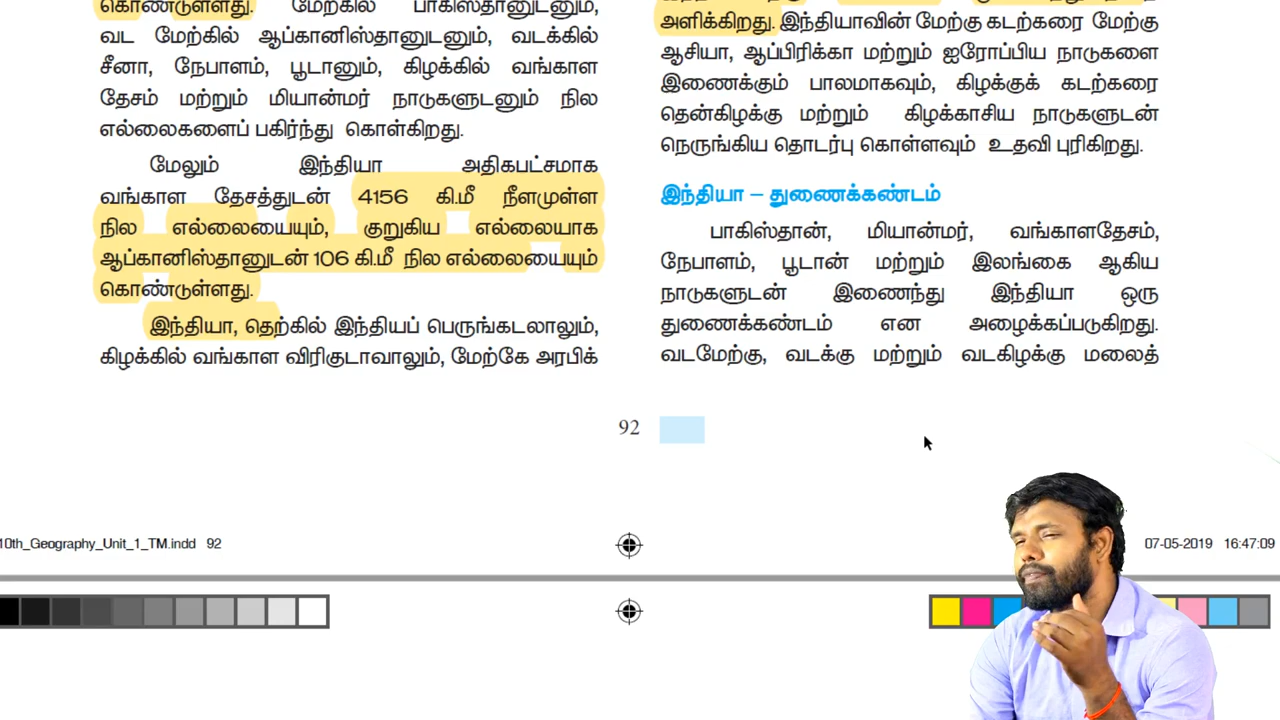 கொண்டுள்ளது. மேற்கில் பாகிஸ்தானுடனும்,
வட மேற்கில் ஆப்கானிஸ்தானுடனும், வடக்கில்
சீனா, நேபாளம், பூடானும், கிழக்கில் வங்காள
தேசம் மற்றும் மியான்மர் நாடுகளுடனும் நில
எல்லைகளைப் பகிர்ந்து கொள்கிறது.
மேலும் இந்தியா அதிகபட்சமாக
வங்காள தேசத்துடன் 4156 கி.மீ நீளமுள்ள
நில எல்லையையும், குறுகிய எல்லையாக
ஆப்கானிஸ்தானுடன் 106 கி.மீ நில எல்லையையும்
கொண்டுள்ளது.
இந்தியா, தெற்கில் இந்தியப் பெருங்கடலாலும்,
கிழக்கில் வங்காள விரிகுடாவாலும், மேற்கே அரபிக்
அளிக்கிறது. இந்தியாவின் மேற்கு கடற்கரை மேற்கு
ஆசியா, ஆப்பிரிக்கா மற்றும் ஐரோப்பிய நாடுகளை
இணைக்கும் பாலமாகவும், கிழக்குக் கடற்கரை
தென்கிழக்கு மற்றும் கிழக்காசிய நாடுகளுடன்
நெருங்கிய தொடர்பு கொள்ளவும் உதவி புரிகிறது.
இந்தியா – துணைக்கண்டம்
பாகிஸ்தான், மியான்மர், வங்காளதேசம்,
நேபாளம், பூடான் மற்றும் இலங்கை ஆகிய
நாடுகளுடன் இணைந்து இந்தியா ஒரு
துணைக்கண்டம் என அழைக்கப்படுகிறது.
வடமேற்கு, வடக்கு மற்றும் வடகிழக்கு மலைத்
92
10th_Geography_Unit_1_TM.indd 92
07-05-2019 16:47:09